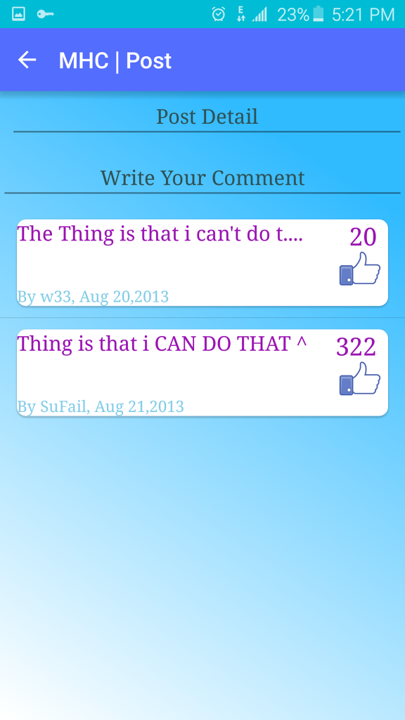 E 23% 5:21 PM
MHC | Post
Post Detail
Write Your Comment
The Thing is that i can't do t.... 20
By w33, Aug 20,2013
Thing is that i CAN DO THAT ^ 322
By SuFail, Aug 21,2013